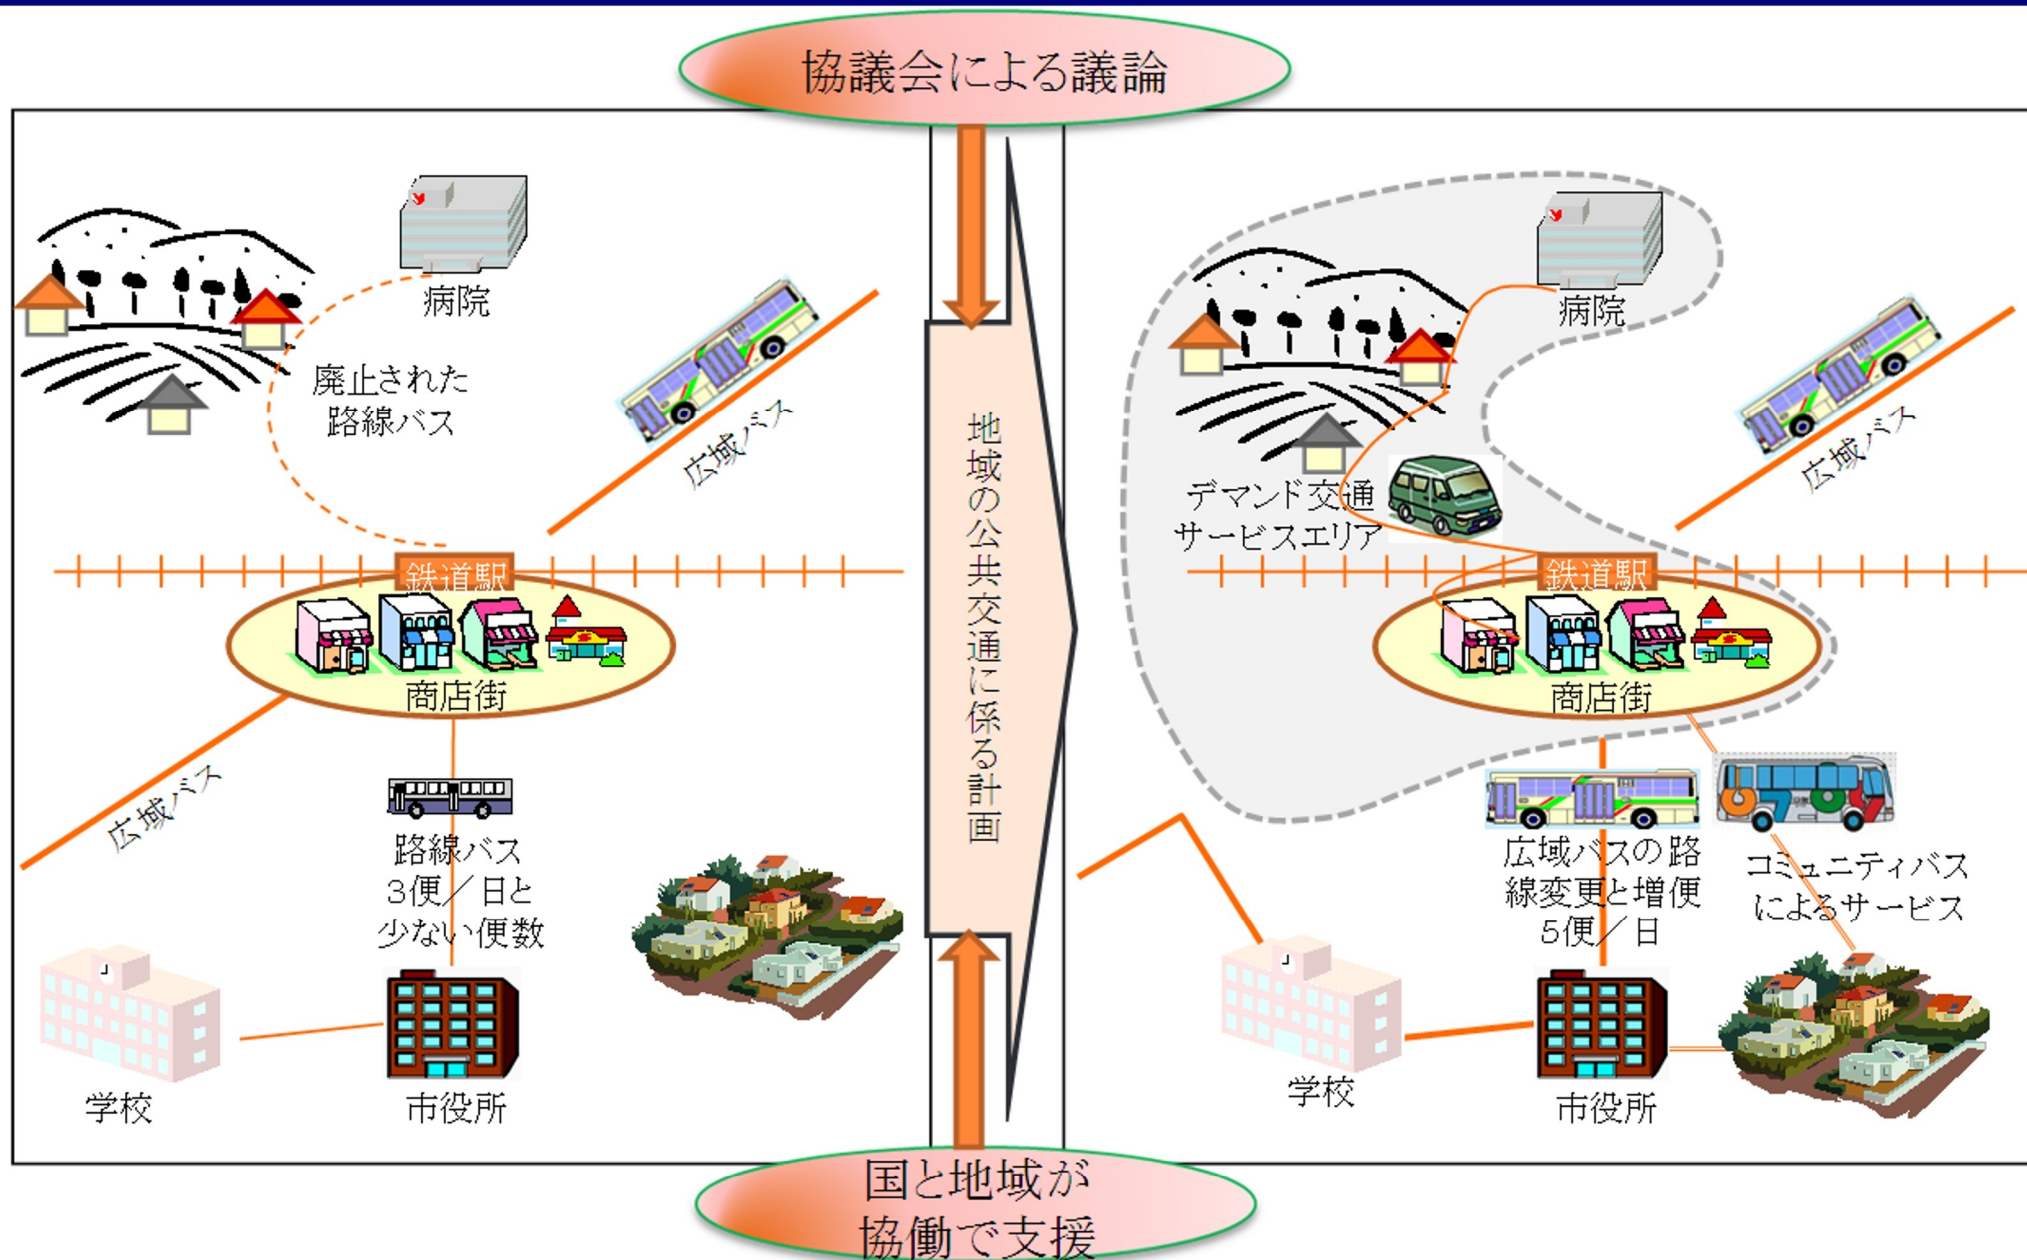 協議会による議論
病院
廃止された
路線バス
広域バス
鉄道駅
商店街
広域バス
路線バス
3便／日と
少ない便数
学校
市役所
地域の公共交通に係る計画
病院
広域バス
デマンド交通
サービスエリア
鉄道駅
商店街
広域バスの路
線変更と増便
5便／日
コミュニティバス
によるサービス
学校
市役所
国と地域が
協働で支援